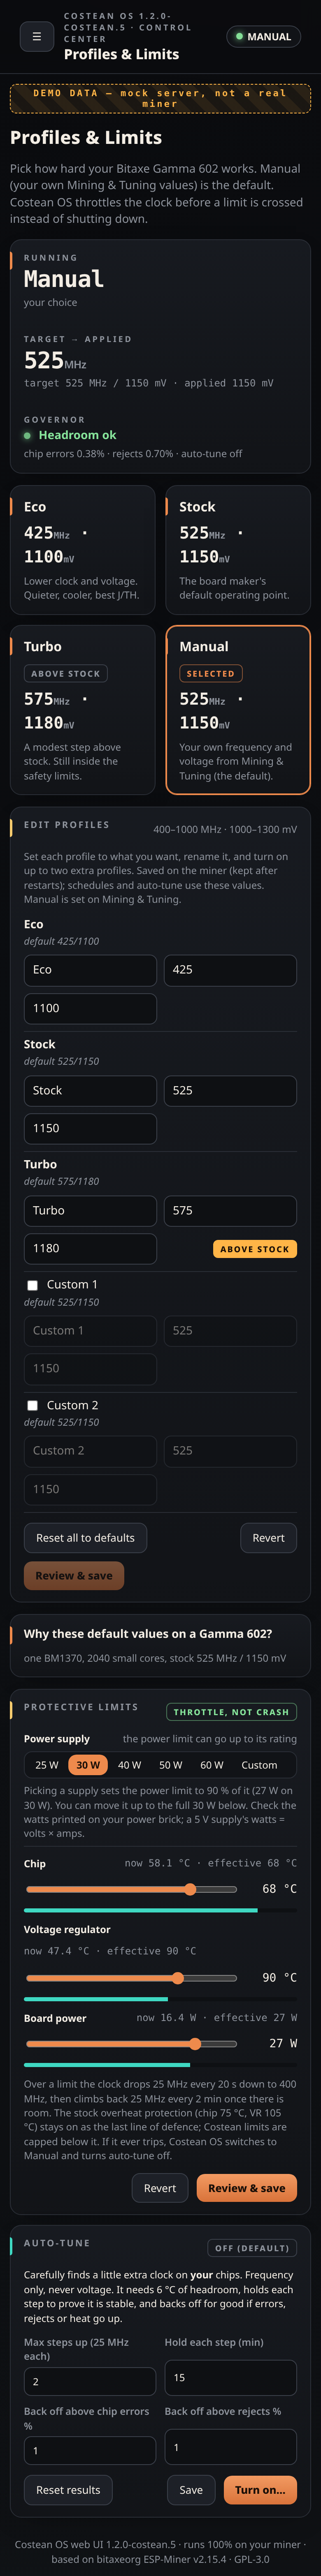 ☰
COSTEAN OS 1.2.0-
COSTEAN.5 · CONTROL
CENTER
Profiles & Limits
MANUAL
DEMO DATA — mock server, not a real
miner
Profiles & Limits
Pick how hard your Bitaxe Gamma 602 works. Manual
(your own Mining & Tuning values) is the default.
Costean OS throttles the clock before a limit is crossed
instead of shutting down.
RUNNING
Manual
your choice
TARGET → APPLIED
525MHz
target 525 MHz / 1150 mV · applied 1150 mV
GOVERNOR
Headroom ok
chip errors 0.38% · rejects 0.70% · auto-tune off
Eco
425MHz ·
1100mV
Lower clock and voltage.
Quieter, cooler, best J/TH.
Stock
525MHz ·
1150mV
The board maker's
default operating point.
Turbo
ABOVE STOCK
575MHz ·
1180mV
A modest step above
stock. Still inside the
safety limits.
Manual
SELECTED
525MHz ·
1150mV
Your own frequency and
voltage from Mining &
Tuning (the default).
EDIT PROFILES
400–1000 MHz · 1000–1300 mV
Set each profile to what you want, rename it, and turn on
up to two extra profiles. Saved on the miner (kept after
restarts); schedules and auto-tune use these values.
Manual is set on Mining & Tuning.
Eco
default 425/1100
Eco 425
1100
Stock
default 525/1150
Stock 525
1150
Turbo
default 575/1180
Turbo 575
1180 ABOVE STOCK
Custom 1
default 525/1150
Custom 1 525
1150
Custom 2
default 525/1150
Custom 2 525
1150
Reset all to defaults Revert
Review & save
Why these default values on a Gamma 602?
one BM1370, 2040 small cores, stock 525 MHz / 1150 mV
PROTECTIVE LIMITS THROTTLE, NOT CRASH
Power supply the power limit can go up to its rating
25 W 30 W 40 W 50 W 60 W Custom
Picking a supply sets the power limit to 90 % of it (27 W on
30 W). You can move it up to the full 30 W below. Check the
watts printed on your power brick; a 5 V supply's watts =
volts × amps.
Chip now 58.1 °C · effective 68 °C
68 °C
Voltage regulator
now 47.4 °C · effective 90 °C
90 °C
Board power now 16.4 W · effective 27 W
27 W
Over a limit the clock drops 25 MHz every 20 s down to 400
MHz, then climbs back 25 MHz every 2 min once there is
room. The stock overheat protection (chip 75 °C, VR 105
°C) stays on as the last line of defence; Costean limits are
capped below it. If it ever trips, Costean OS switches to
Manual and turns auto-tune off.
Revert Review & save
AUTO-TUNE OFF (DEFAULT)
Carefully finds a little extra clock on your chips. Frequency
only, never voltage. It needs 6 °C of headroom, holds each
step to prove it is stable, and backs off for good if errors,
rejects or heat go up.
Max steps up (25 MHz
each)
2
Hold each step (min)
15
Back off above chip errors
%
1
Back off above rejects %
1
Reset results Save Turn on…
Costean OS web UI 1.2.0-costean.5 · runs 100% on your miner ·
based on bitaxeorg ESP-Miner v2.15.4 · GPL-3.0